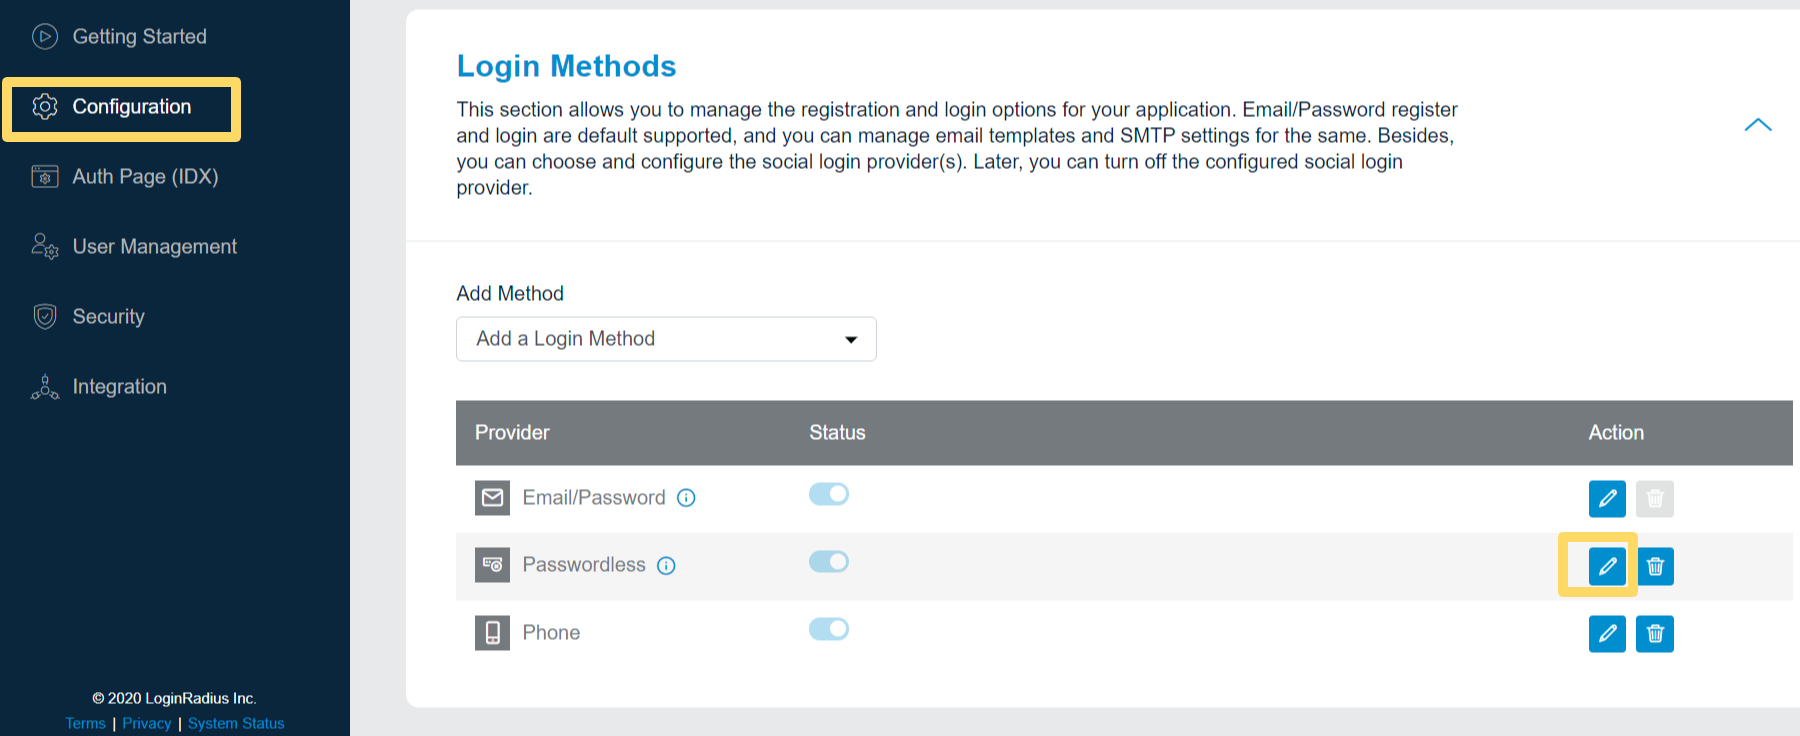 Getting Started
Configuration
Auth Page (IDX)
User Management
Security
Integration
© 2020 LoginRadius Inc.
Terms | Privacy | System Status
Login Methods
This section allows you to manage the registration and login options for your application. Email/Password register
and login are default supported, and you can manage email templates and SMTP settings for the same. Besides,
you can choose and configure the social login provider(s). Later, you can turn off the configured social login
provider.
Add Method
Add a Login Method
Provider Status Action
Email/Password
Passwordless
Phone